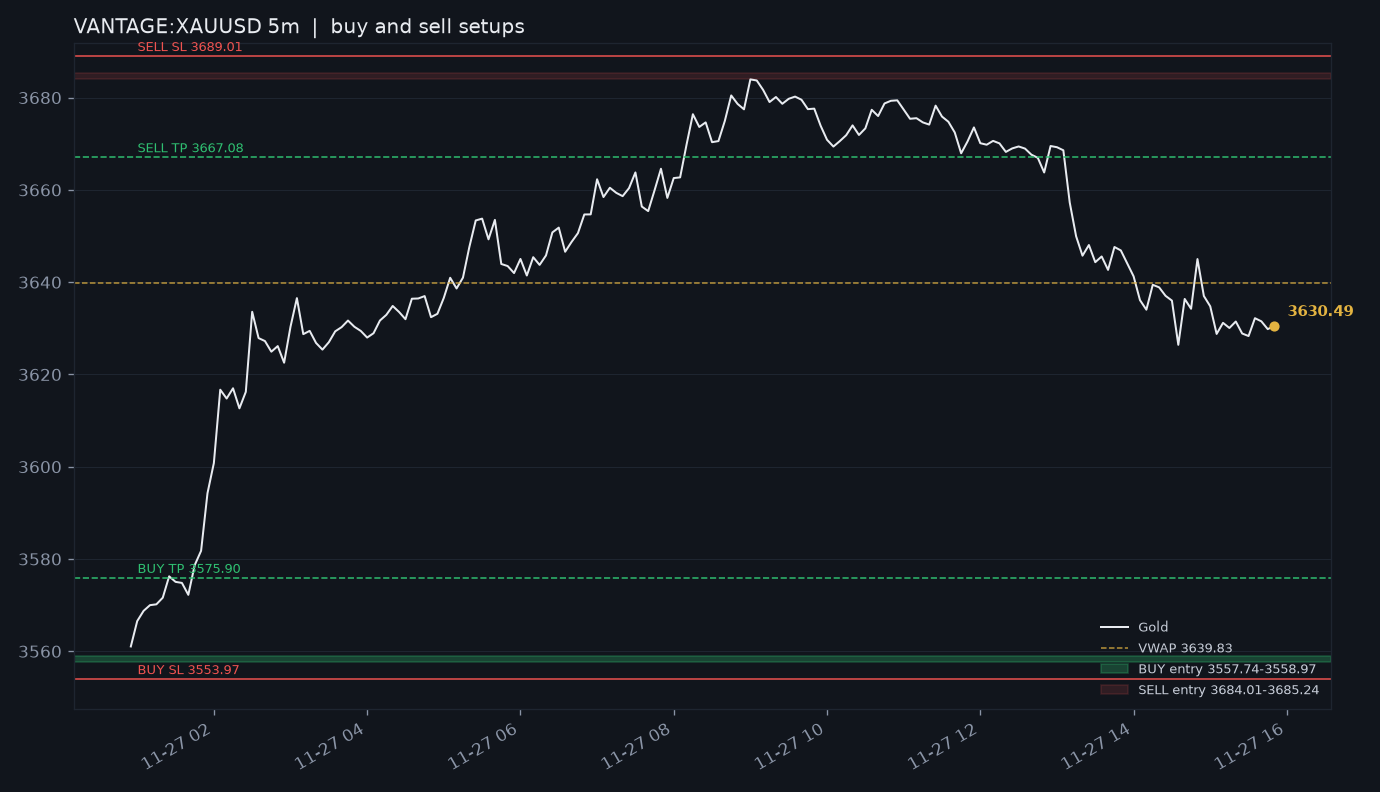 VANTAGE:XAUUSD 5m | buy and sell setups
SELL SL 3689.01
3680
SELL TP 3667.08
3660
3640
3630.49
3620
3600
3580
BUY TP 3575.90
3560
BUY SL 3553.97
Gold
VWAP 3639.83
BUY entry 3557.74-3558.97
SELL entry 3684.01-3685.24
11-27 02
11-27 04
11-27 06
11-27 08
11-27 10
11-27 12
11-27 14
11-27 16